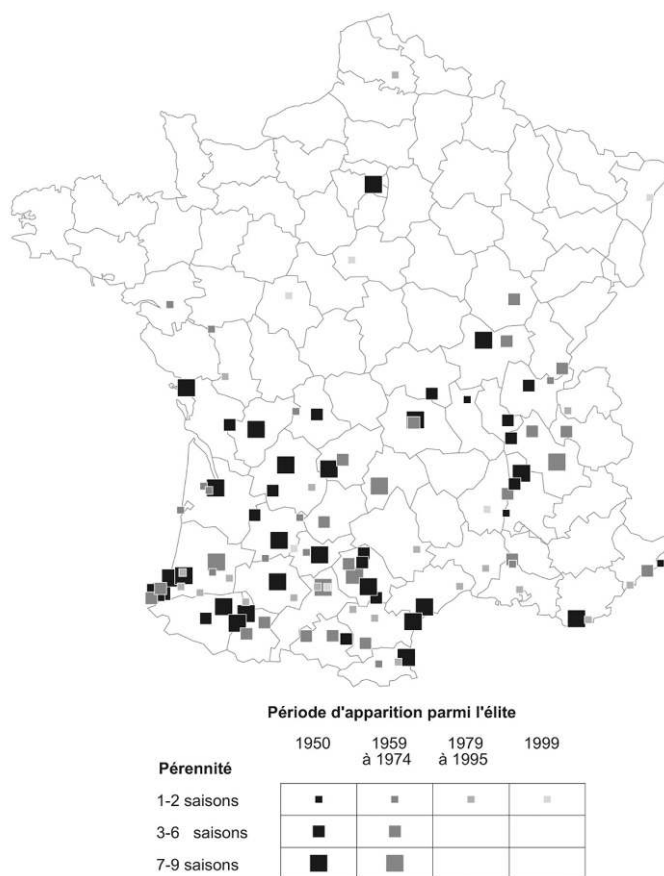 Période d'apparition parmi l'élite
1950 1959 à 1974 1979 à 1995 1999
Pérennité
1-2 saisons
3-6 saisons
7-9 saisons